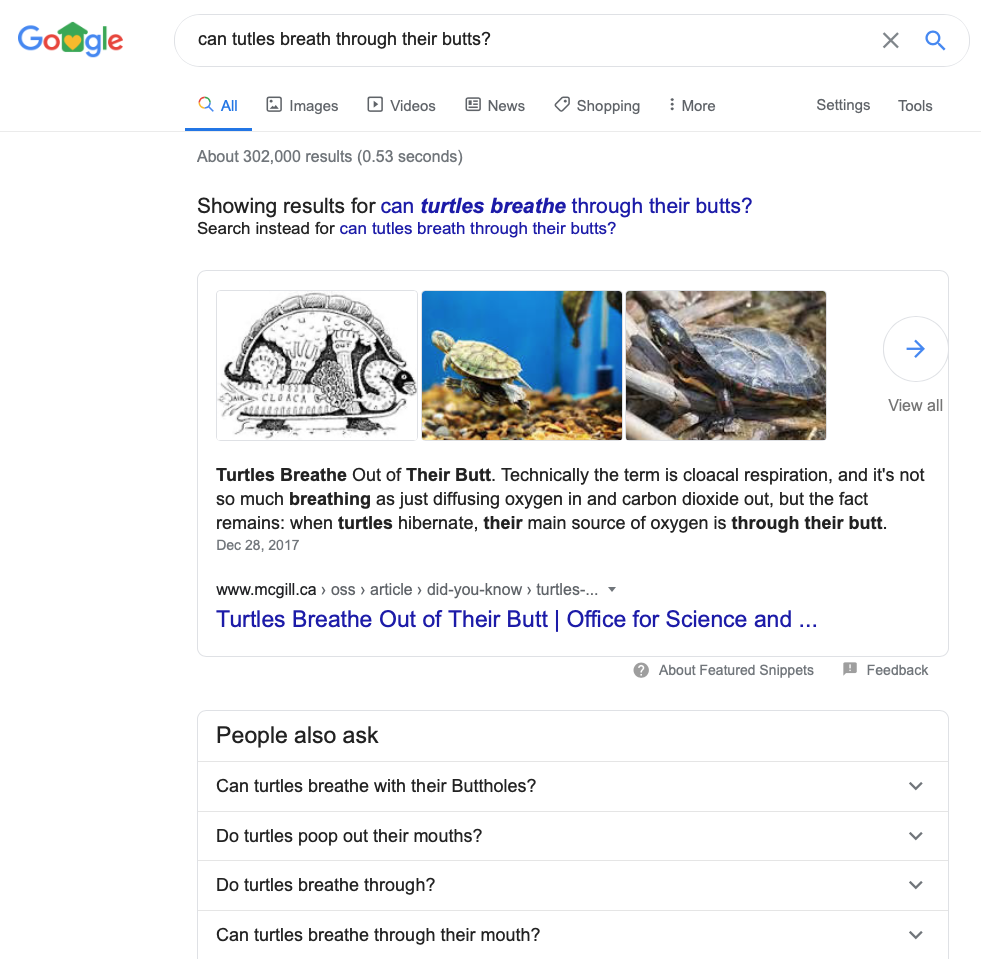 Google
can tutles breath through their butts?
All Images Videos News Shopping More Settings Tools
About 302,000 results (0.53 seconds)
Showing results for can turtles breathe through their butts?
Search instead for can tutles breath through their butts?
LUNG
OUT
IN
AIR
CLOACA
View all
Turtles Breathe Out of Their Butt. Technically the term is cloacal respiration, and it's not
so much breathing as just diffusing oxygen in and carbon dioxide out, but the fact
remains: when turtles hibernate, their main source of oxygen is through their butt.
Dec 28, 2017
www.mcgill.ca › oss › article › did-you-know › turtles-...
Turtles Breathe Out of Their Butt | Office for Science and ...
About Featured Snippets Feedback
People also ask
Can turtles breathe with their Buttholes?
Do turtles poop out their mouths?
Do turtles breathe through?
Can turtles breathe through their mouth?